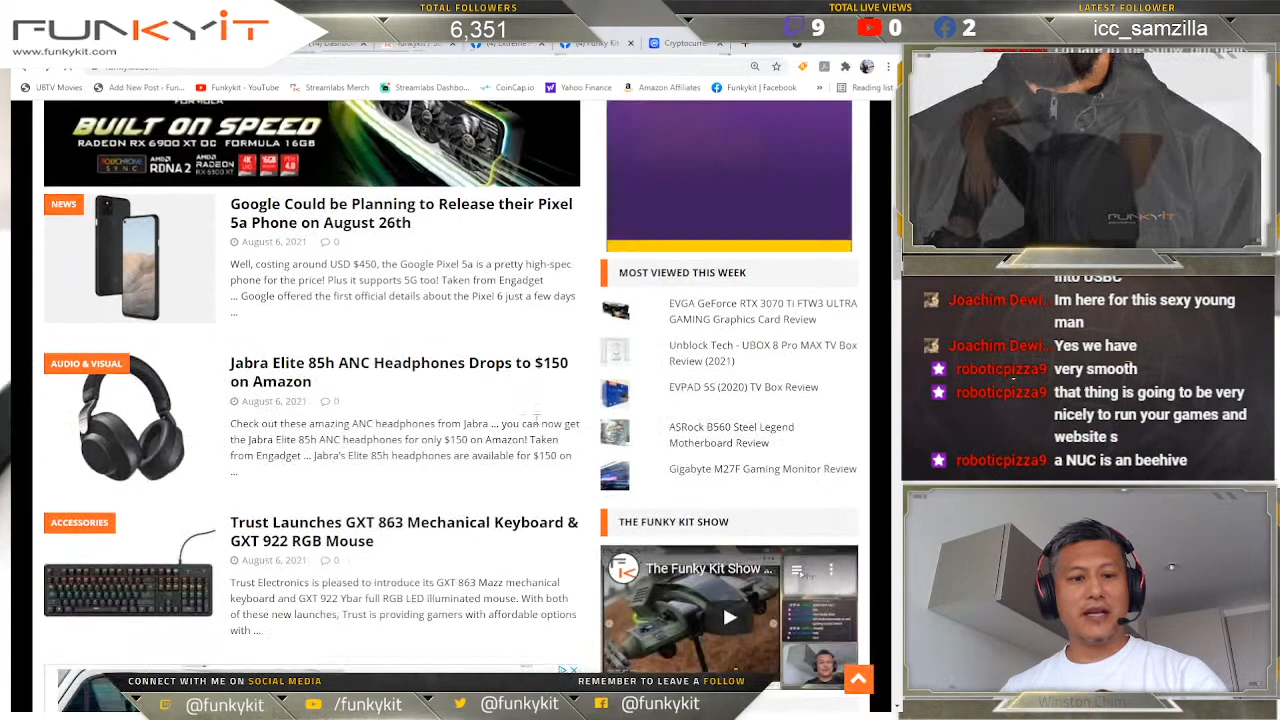 FUNKYiT
www.funkykit.com
TOTAL FOLLOWERS
6,351
TOTAL LIVE VIEWS
9
0
2
LATEST FOLLOWER
icc_samzilla
UBTV Movies
Add New Post ‹ Fun...
Funkykit - YouTube
Streamlabs Merch
Streamlabs Dashbo...
CoinCap.io
Yahoo Finance
Amazon Affiliates
Funkykit | Facebook
»
Reading list
FORMULA
BUILT ON SPEED
RADEON RX 6900 XT OC FORMULA 16GB
NEWS
Google Could be Planning to Release their Pixel
5a Phone on August 26th
August 6, 2021
0
Well, costing around USD $450, the Google Pixel 5a is a pretty high-spec
phone for the price! Plus it supports 5G too! Taken from Engadget
... Google offered the first official details about the Pixel 6 just a few days
...
AUDIO & VISUAL
Jabra Elite 85h ANC Headphones Drops to $150
on Amazon
August 6, 2021
0
Check out these amazing ANC headphones from Jabra ... you can now get
the Jabra Elite 85h ANC headphones for only $150 on Amazon! Taken
from Engadget ... Jabra's Elite 85h ANC headphones are available for $150 on
...
ACCESSORIES
Trust Launches GXT 863 Mechanical Keyboard &
GXT 922 RGB Mouse
August 6, 2021
0
Trust Electronics is pleased to introduce its GXT 863 Mazz mechanical
keyboard and GXT 922 Ybar full RGB LED illuminated mouse. With both
of these new launches, Trust is providing gamers with affordable options
with ...
MOST VIEWED THIS WEEK
EVGA GeForce RTX 3070 Ti FTW3 ULTRA
GAMING Graphics Card Review
Unblock Tech - UBOX 8 Pro MAX TV Box
Review (2021)
EVPAD 5S (2020) TV Box Review
ASRock B560 Steel Legend
Motherboard Review
Gigabyte M27F Gaming Monitor Review
THE FUNKY KIT SHOW
The Funky Kit Show
FUNKYiT
into USBC
Joachim Dewi... Im here for this sexy young
man
Joachim Dewi... Yes we have
roboticpizza9 very smooth
roboticpizza9 that thing is going to be very
nicely to run your games and
website s
roboticpizza9 a NUC is an beehive
Winston Chim
CONNECT WITH ME ON SOCIAL MEDIA
REMEMBER TO LEAVE A FOLLOW
@funkykit
/funkykit
@funkykit
@funkykit